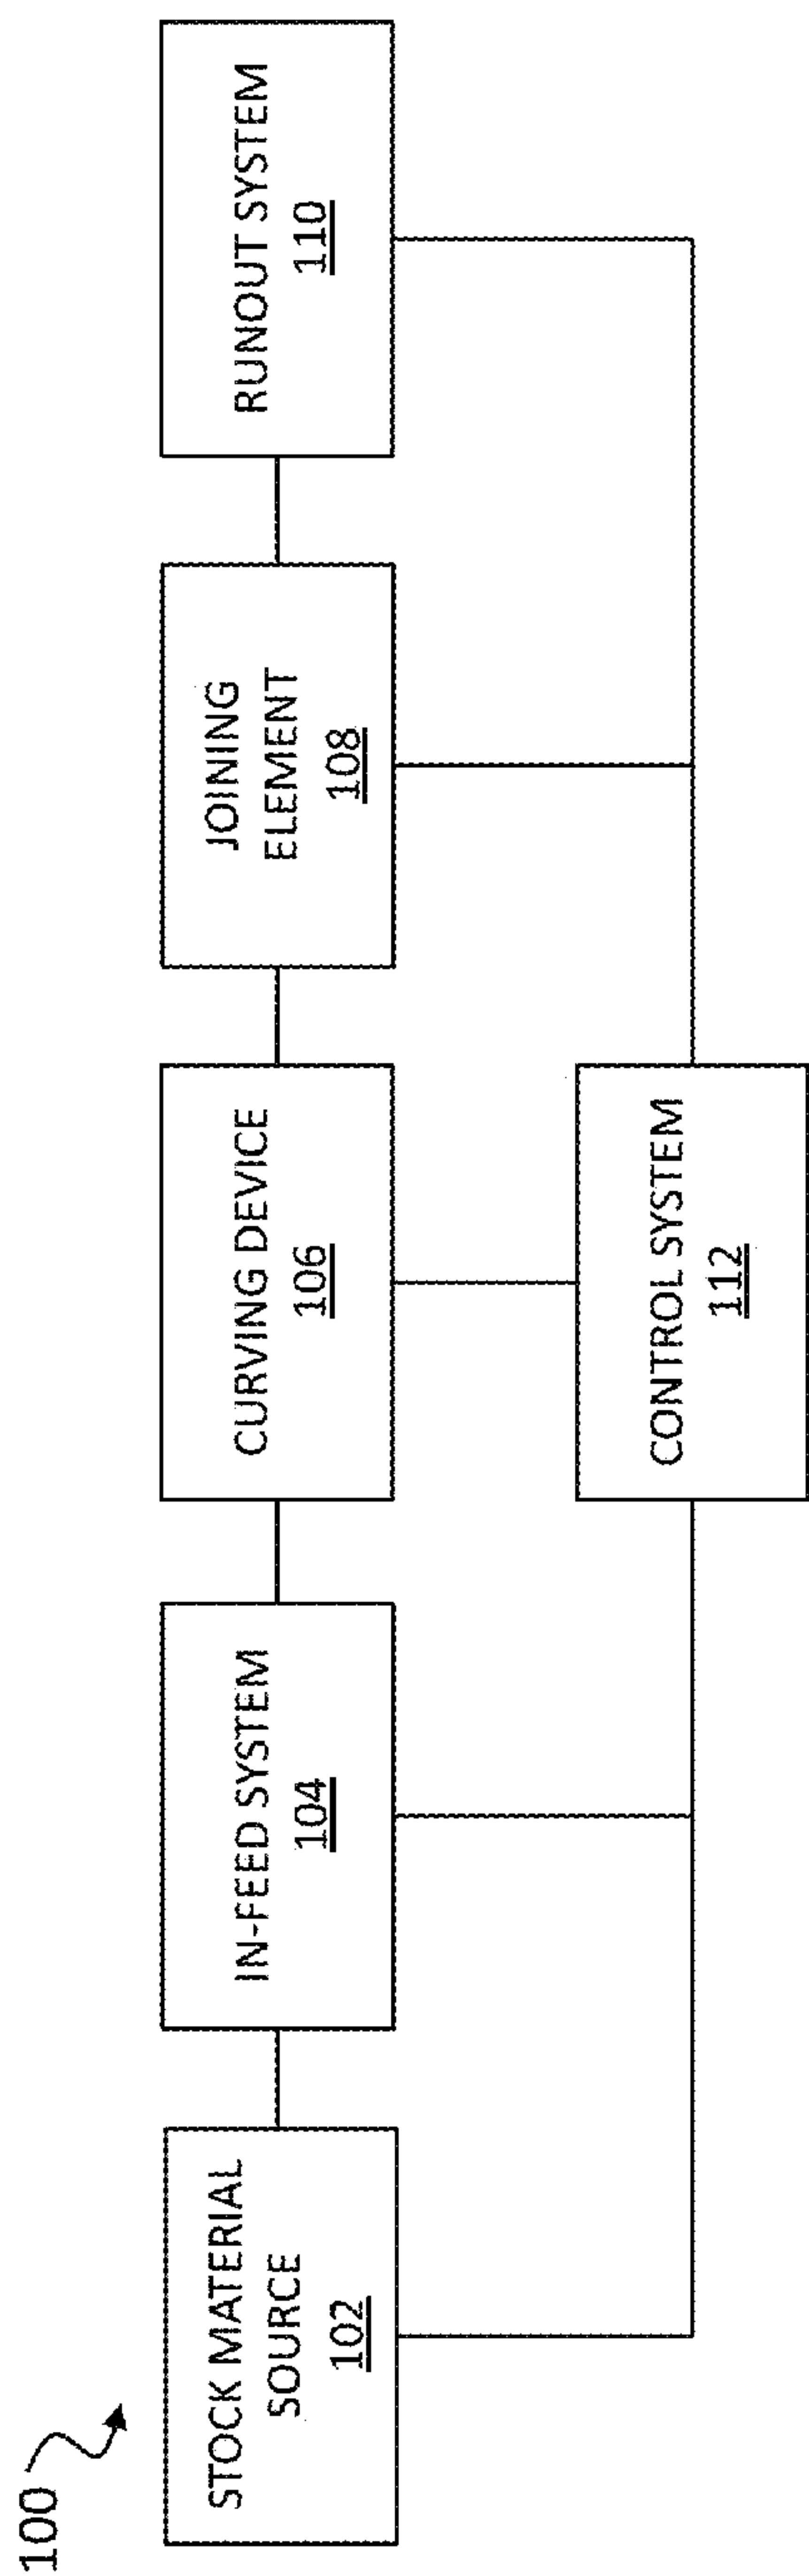 100
STOCK MATERIAL
SOURCE
102
IN-FEED SYSTEM
104
CURVING DEVICE
106
JOINING
ELEMENT
108
RUNOUT SYSTEM
110
CONTROL SYSTEM
112